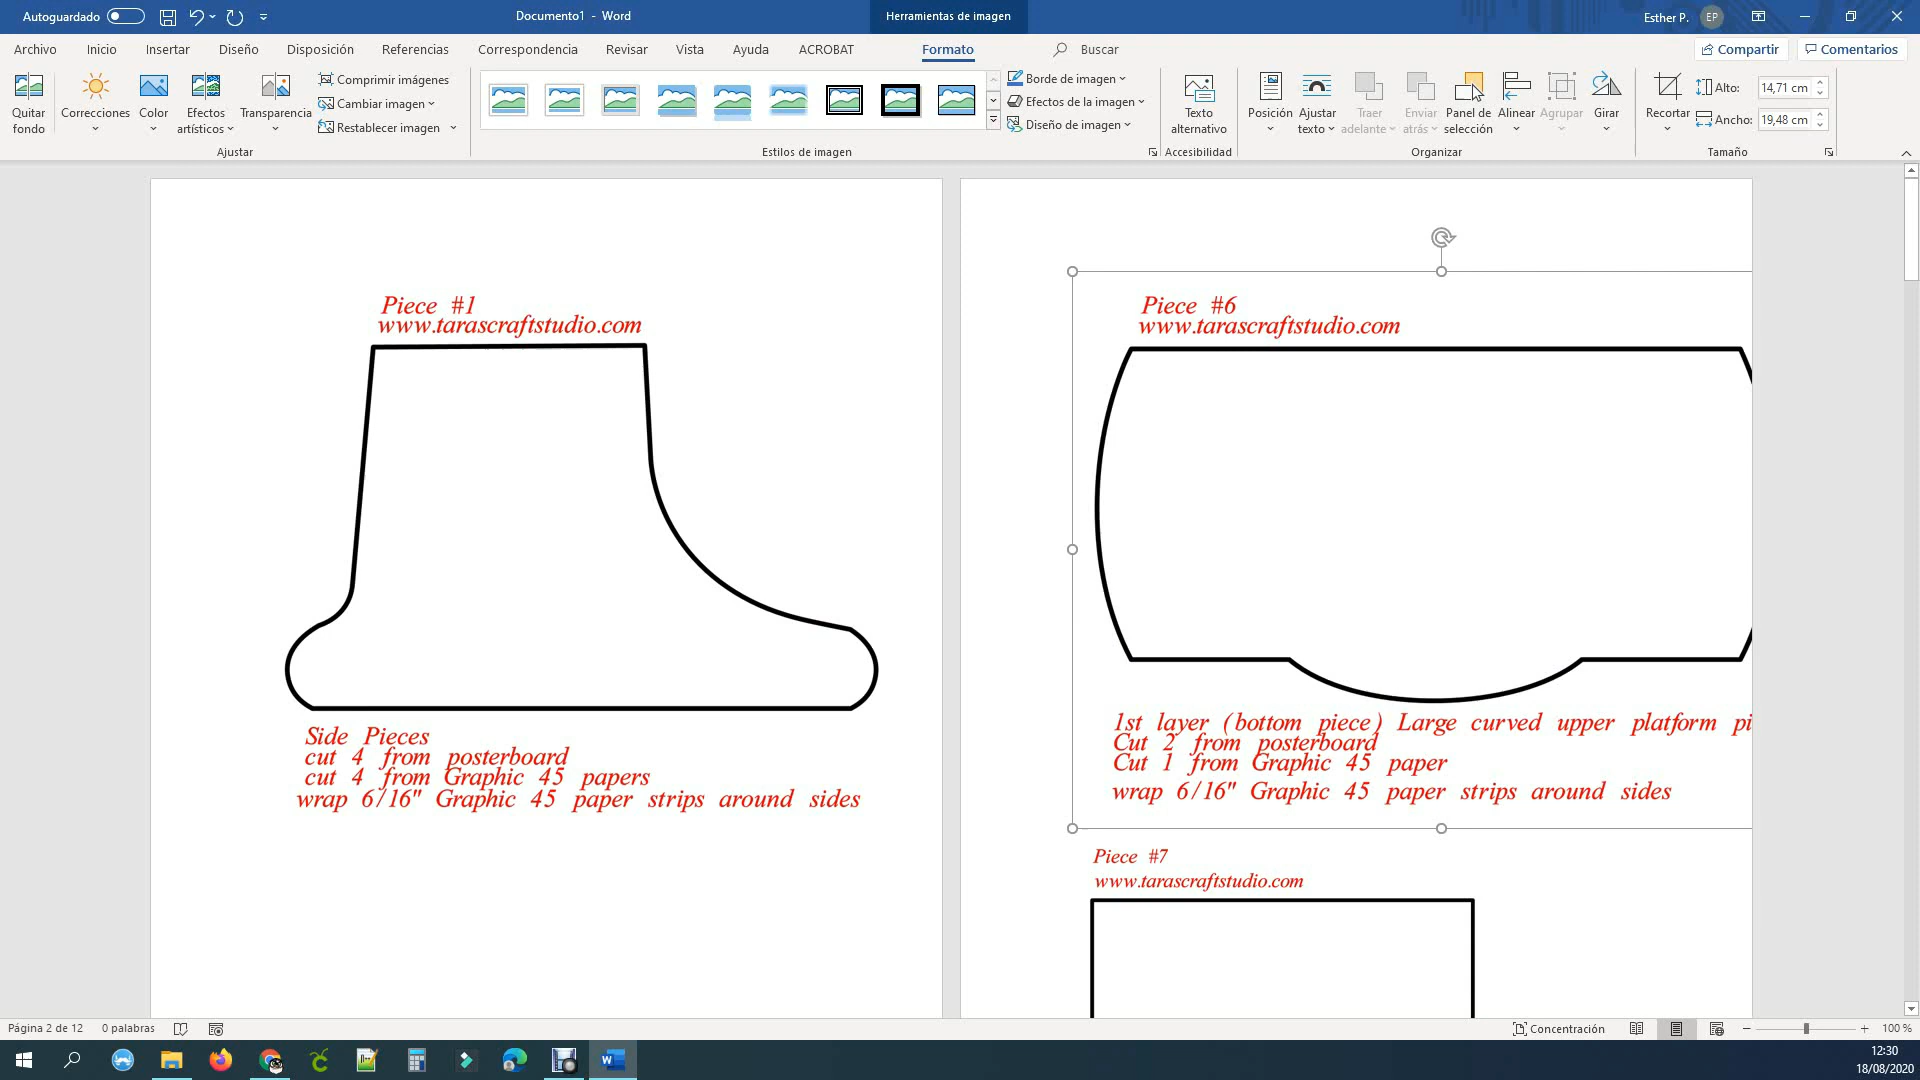 Autoguardado
Documento1 - Word
Herramientas de imagen
Esther P.
EP
Archivo Inicio Insertar Diseño Disposición Referencias Correspondencia Revisar Vista Ayuda ACROBAT Formato Buscar
Compartir
Comentarios
Quitar fondo
Correcciones
Color
Efectos artísticos
Transparencia
Comprimir imágenes
Cambiar imagen
Restablecer imagen
Ajustar
Estilos de imagen
Borde de imagen
Efectos de la imagen
Diseño de imagen
Texto alternativo
Accesibilidad
Posición
Ajustar texto
Traer adelante
Enviar atrás
Panel de selección
Alinear
Agrupar
Girar
Organizar
Recortar
Alto: 14,71 cm
Ancho: 19,48 cm
Tamaño
Piece #1
www.tarascraftstudio.com
Side Pieces
cut 4 from posterboard
cut 4 from Graphic 45 papers
wrap 6/16" Graphic 45 paper strips around sides
Piece #6
www.tarascraftstudio.com
1st layer (bottom piece) Large curved upper platform pi
Cut 2 from posterboard
Cut 1 from Graphic 45 paper
wrap 6/16" Graphic 45 paper strips around sides
Piece #7
www.tarascraftstudio.com
Página 2 de 12
0 palabras
Concentración
100 %
12:30
18/08/2020